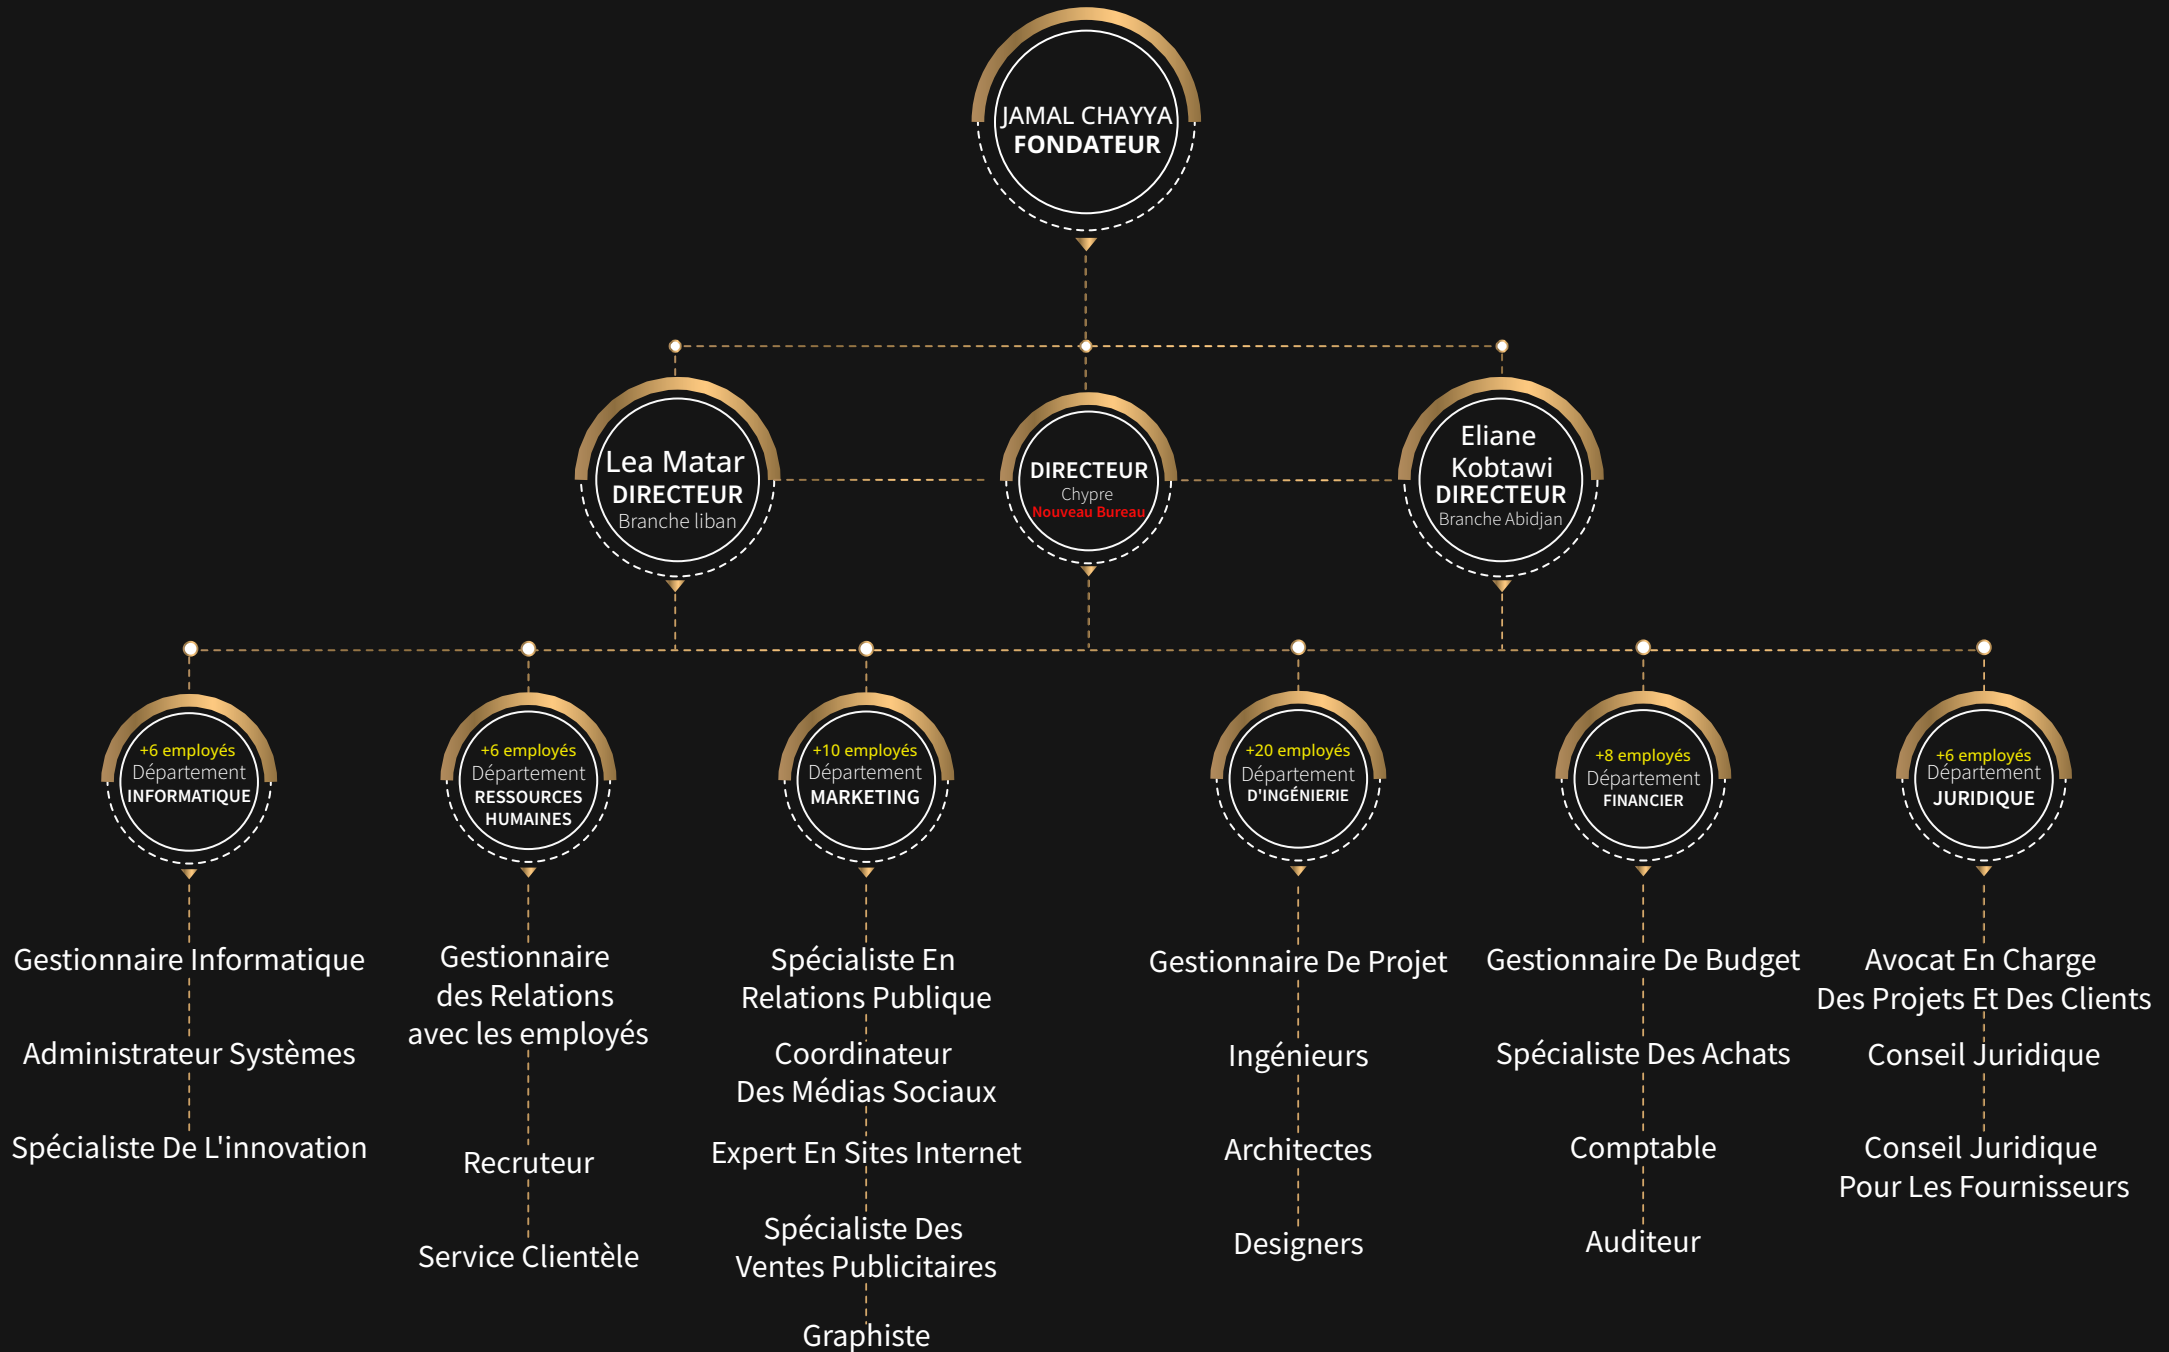 JAMAL CHAYYA
FONDATEUR
Lea Matar
DIRECTEUR
Branche liban
DIRECTEUR
Chypre
Nouveau Bureau
Eliane
Kobtawi
DIRECTEUR
Branche Abidjan
+6 employés
Département
INFORMATIQUE
+6 employés
Département
RESSOURCES
HUMAINES
+10 employés
Département
MARKETING
+20 employés
Département
D'INGÉNIERIE
+8 employés
Département
FINANCIER
+6 employés
Département
JURIDIQUE
Gestionnaire Informatique
Administrateur Systèmes
Spécialiste De L'innovation
Gestionnaire
des Relations
avec les employés
Recruteur
Service Clientèle
Spécialiste En
Relations Publique
Coordinateur
Des Médias Sociaux
Expert En Sites Internet
Spécialiste Des
Ventes Publicitaires
Graphiste
Gestionnaire De Projet
Ingénieurs
Architectes
Designers
Gestionnaire De Budget
Spécialiste Des Achats
Comptable
Auditeur
Avocat En Charge
Des Projets Et Des Clients
Conseil Juridique
Conseil Juridique
Pour Les Fournisseurs